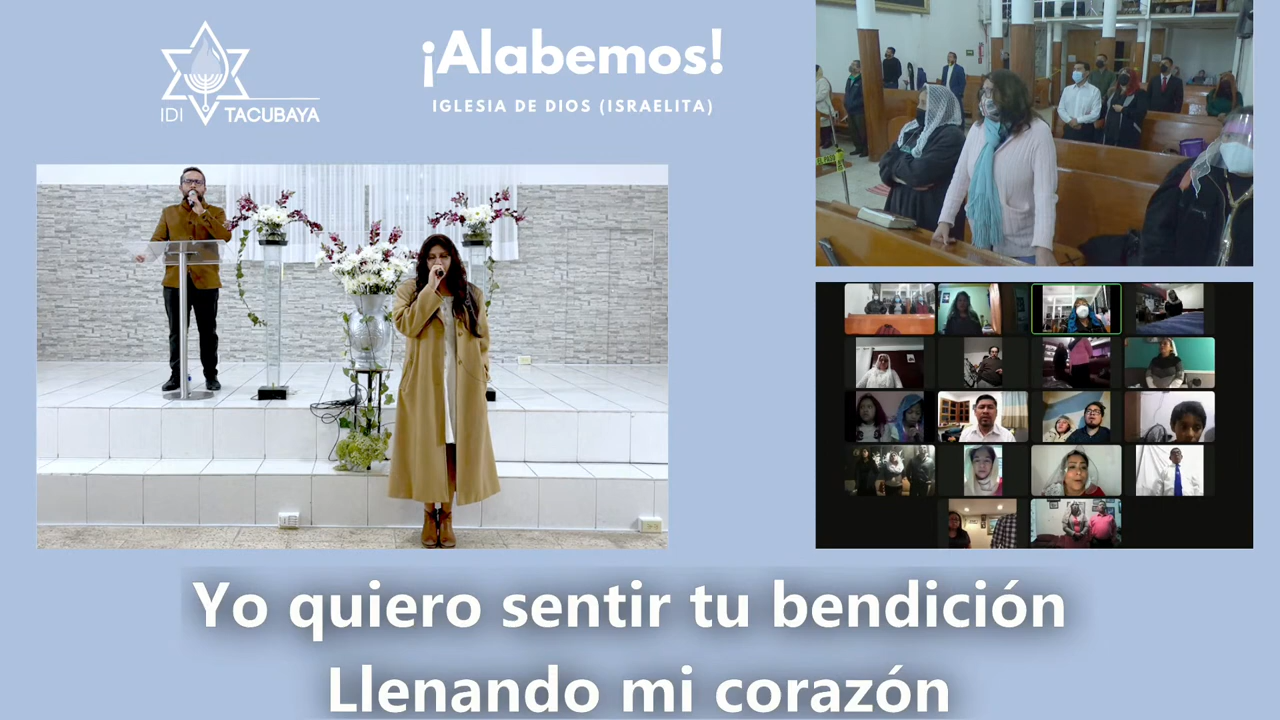 IDI TACUBAYA
¡Alabemos!
IGLESIA DE DIOS (ISRAELITA)
Yo quiero sentir tu bendición
Llenando mi corazón